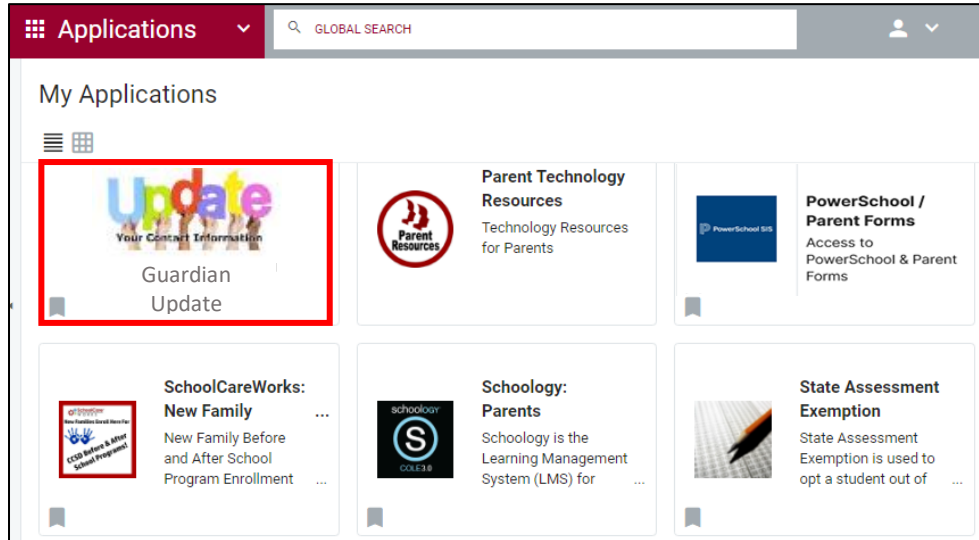 Applications
GLOBAL SEARCH
My Applications
Update
Your Contact Information
Guardian
Update
Parent
Resources
Parent Technology
Resources
Technology Resources
for Parents
PowerSchool SIS
PowerSchool /
Parent Forms
Access to
PowerSchool & Parent
Forms
SchoolCare
WORKS
New Families Enroll Here For
CCSD Before & After
School Programs!
SchoolCareWorks:
New Family ...
New Family Before
and After School
Program Enrollment ...
schoology
S
COLE3.0
Schoology:
Parents
Schoology is the
Learning Management
System (LMS) for ...
State Assessment
Exemption
State Assessment
Exemption is used to
opt a student out of ...